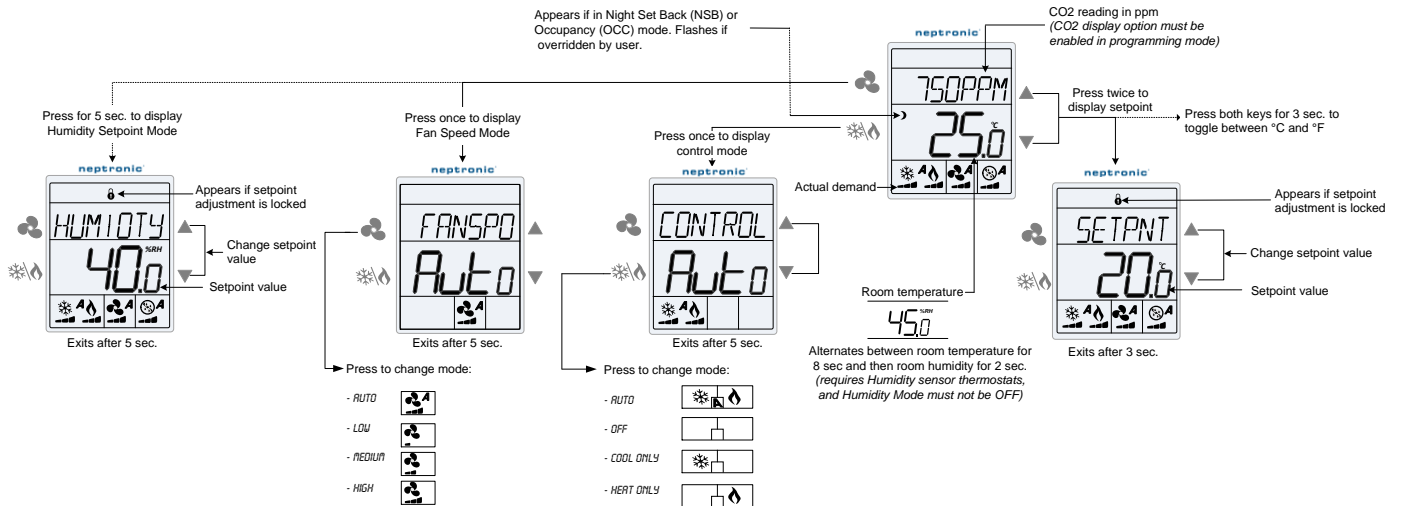 Appears if in Night Set Back (NSB) or
Occupancy (OCC) mode. Flashes if
overridden by user.
CO2 reading in ppm
(CO2 display option must be
enabled in programming mode)
neptronic
750PPM
25.0 °C
A
A
A
Actual demand
Press twice to
display setpoint
Press both keys for 3 sec. to
toggle between °C and °F
Press for 5 sec. to display
Humidity Setpoint Mode
neptronic
Appears if setpoint
adjustment is locked
HUMIDTY
%RH
40.0
A
A
A
Change setpoint
value
Setpoint value
Exits after 5 sec.
Press once to display
Fan Speed Mode
neptronic
FANSPD
Auto
A
Exits after 5 sec.
Press to change mode:
- AUTO
A
- LOW
- MEDIUM
- HIGH
Press once to display
control mode
neptronic
CONTROL
Auto
A
Exits after 5 sec.
Press to change mode:
- AUTO
A
- OFF
- COOL ONLY
- HEAT ONLY
Room temperature
%RH
45.0
Alternates between room temperature for
8 sec and then room humidity for 2 sec.
(requires Humidity sensor thermostats,
and Humidity Mode must not be OFF)
neptronic
Appears if setpoint
adjustment is locked
SETPNT
20.0 °C
A
A
A
Change setpoint value
Setpoint value
Exits after 3 sec.